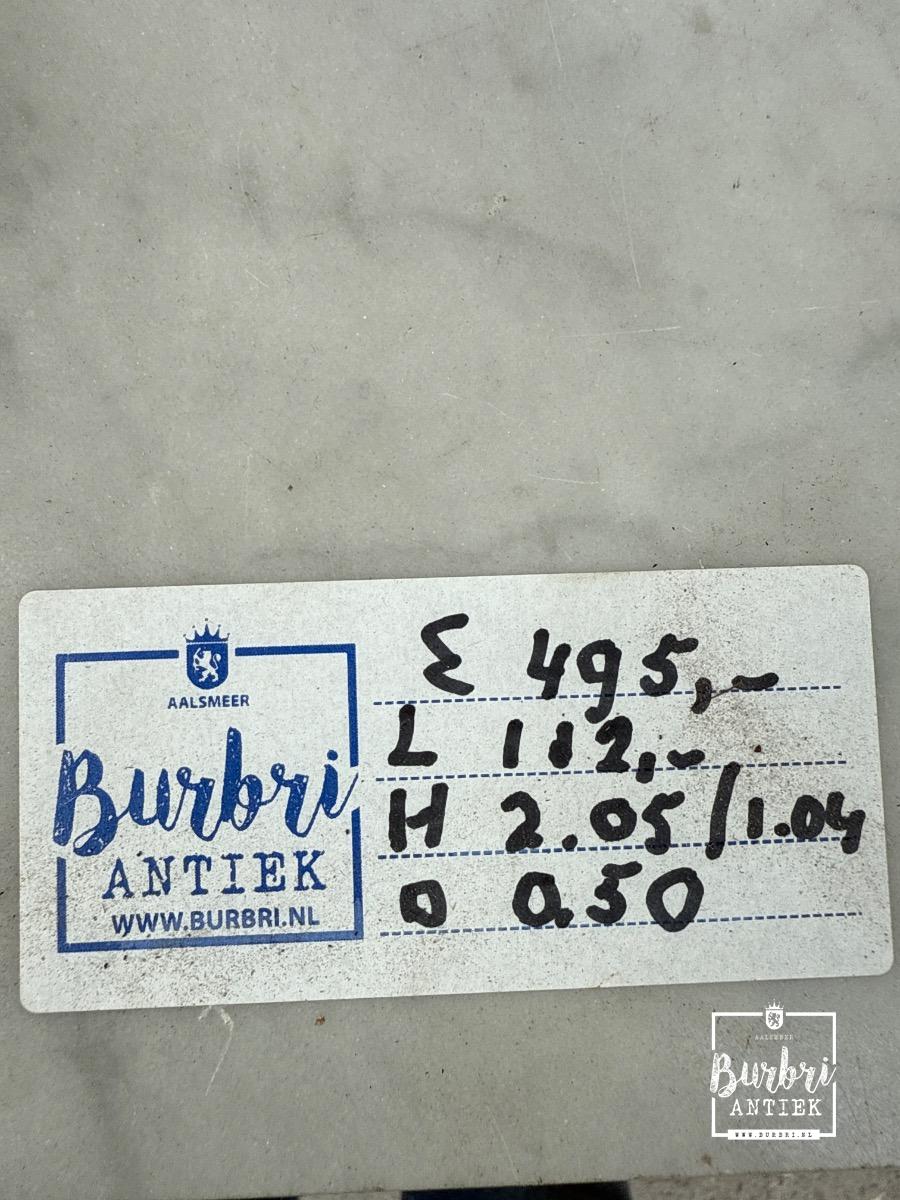 AALSMEER
Burbri
ANTIEK
WWW.BURBRI.NL
€ 495,-
L 112,-
H 2.05/1.04
D 0.50
AALSMEER
Burbri
ANTIEK
WWW.BURBRI.NL